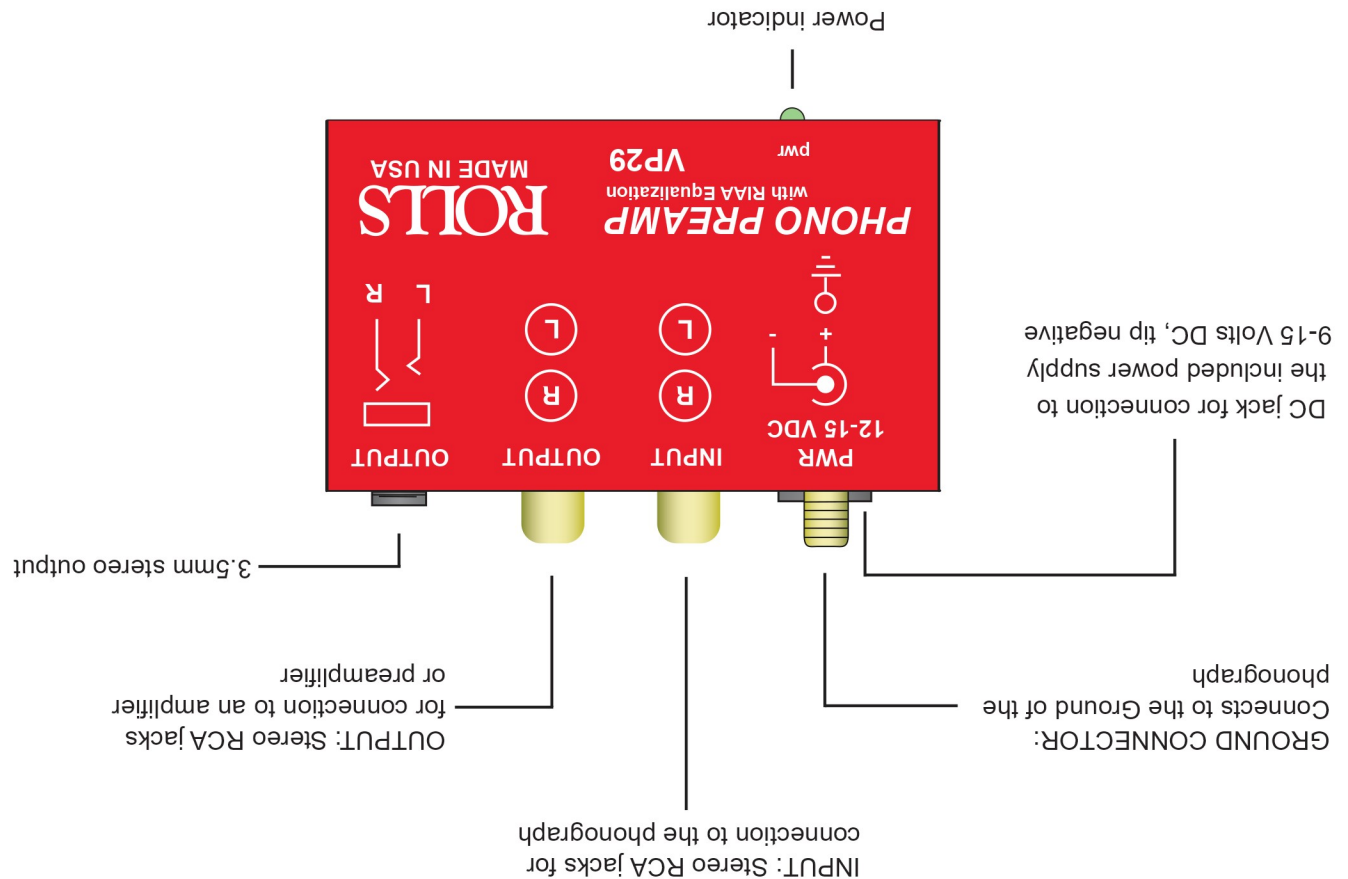 INPUT: Stereo RCA jacks for
connection to the phonograph
GROUND CONNECTOR:
Connects to the Ground of the
phonograph
OUTPUT: Stereo RCA jacks
for connection to an amplifier
or preamplifier
3.5mm stereo output
DC jack for connection to
the included power supply
9-15 Volts DC, tip negative
PWR
12-15 VDC
+ -
-
INPUT
R
L
OUTPUT
R
L
OUTPUT
L R
PHONO PREAMP
with RIAA Equalization
VP29
pwr
ROLLS
MADE IN USA
Power indicator